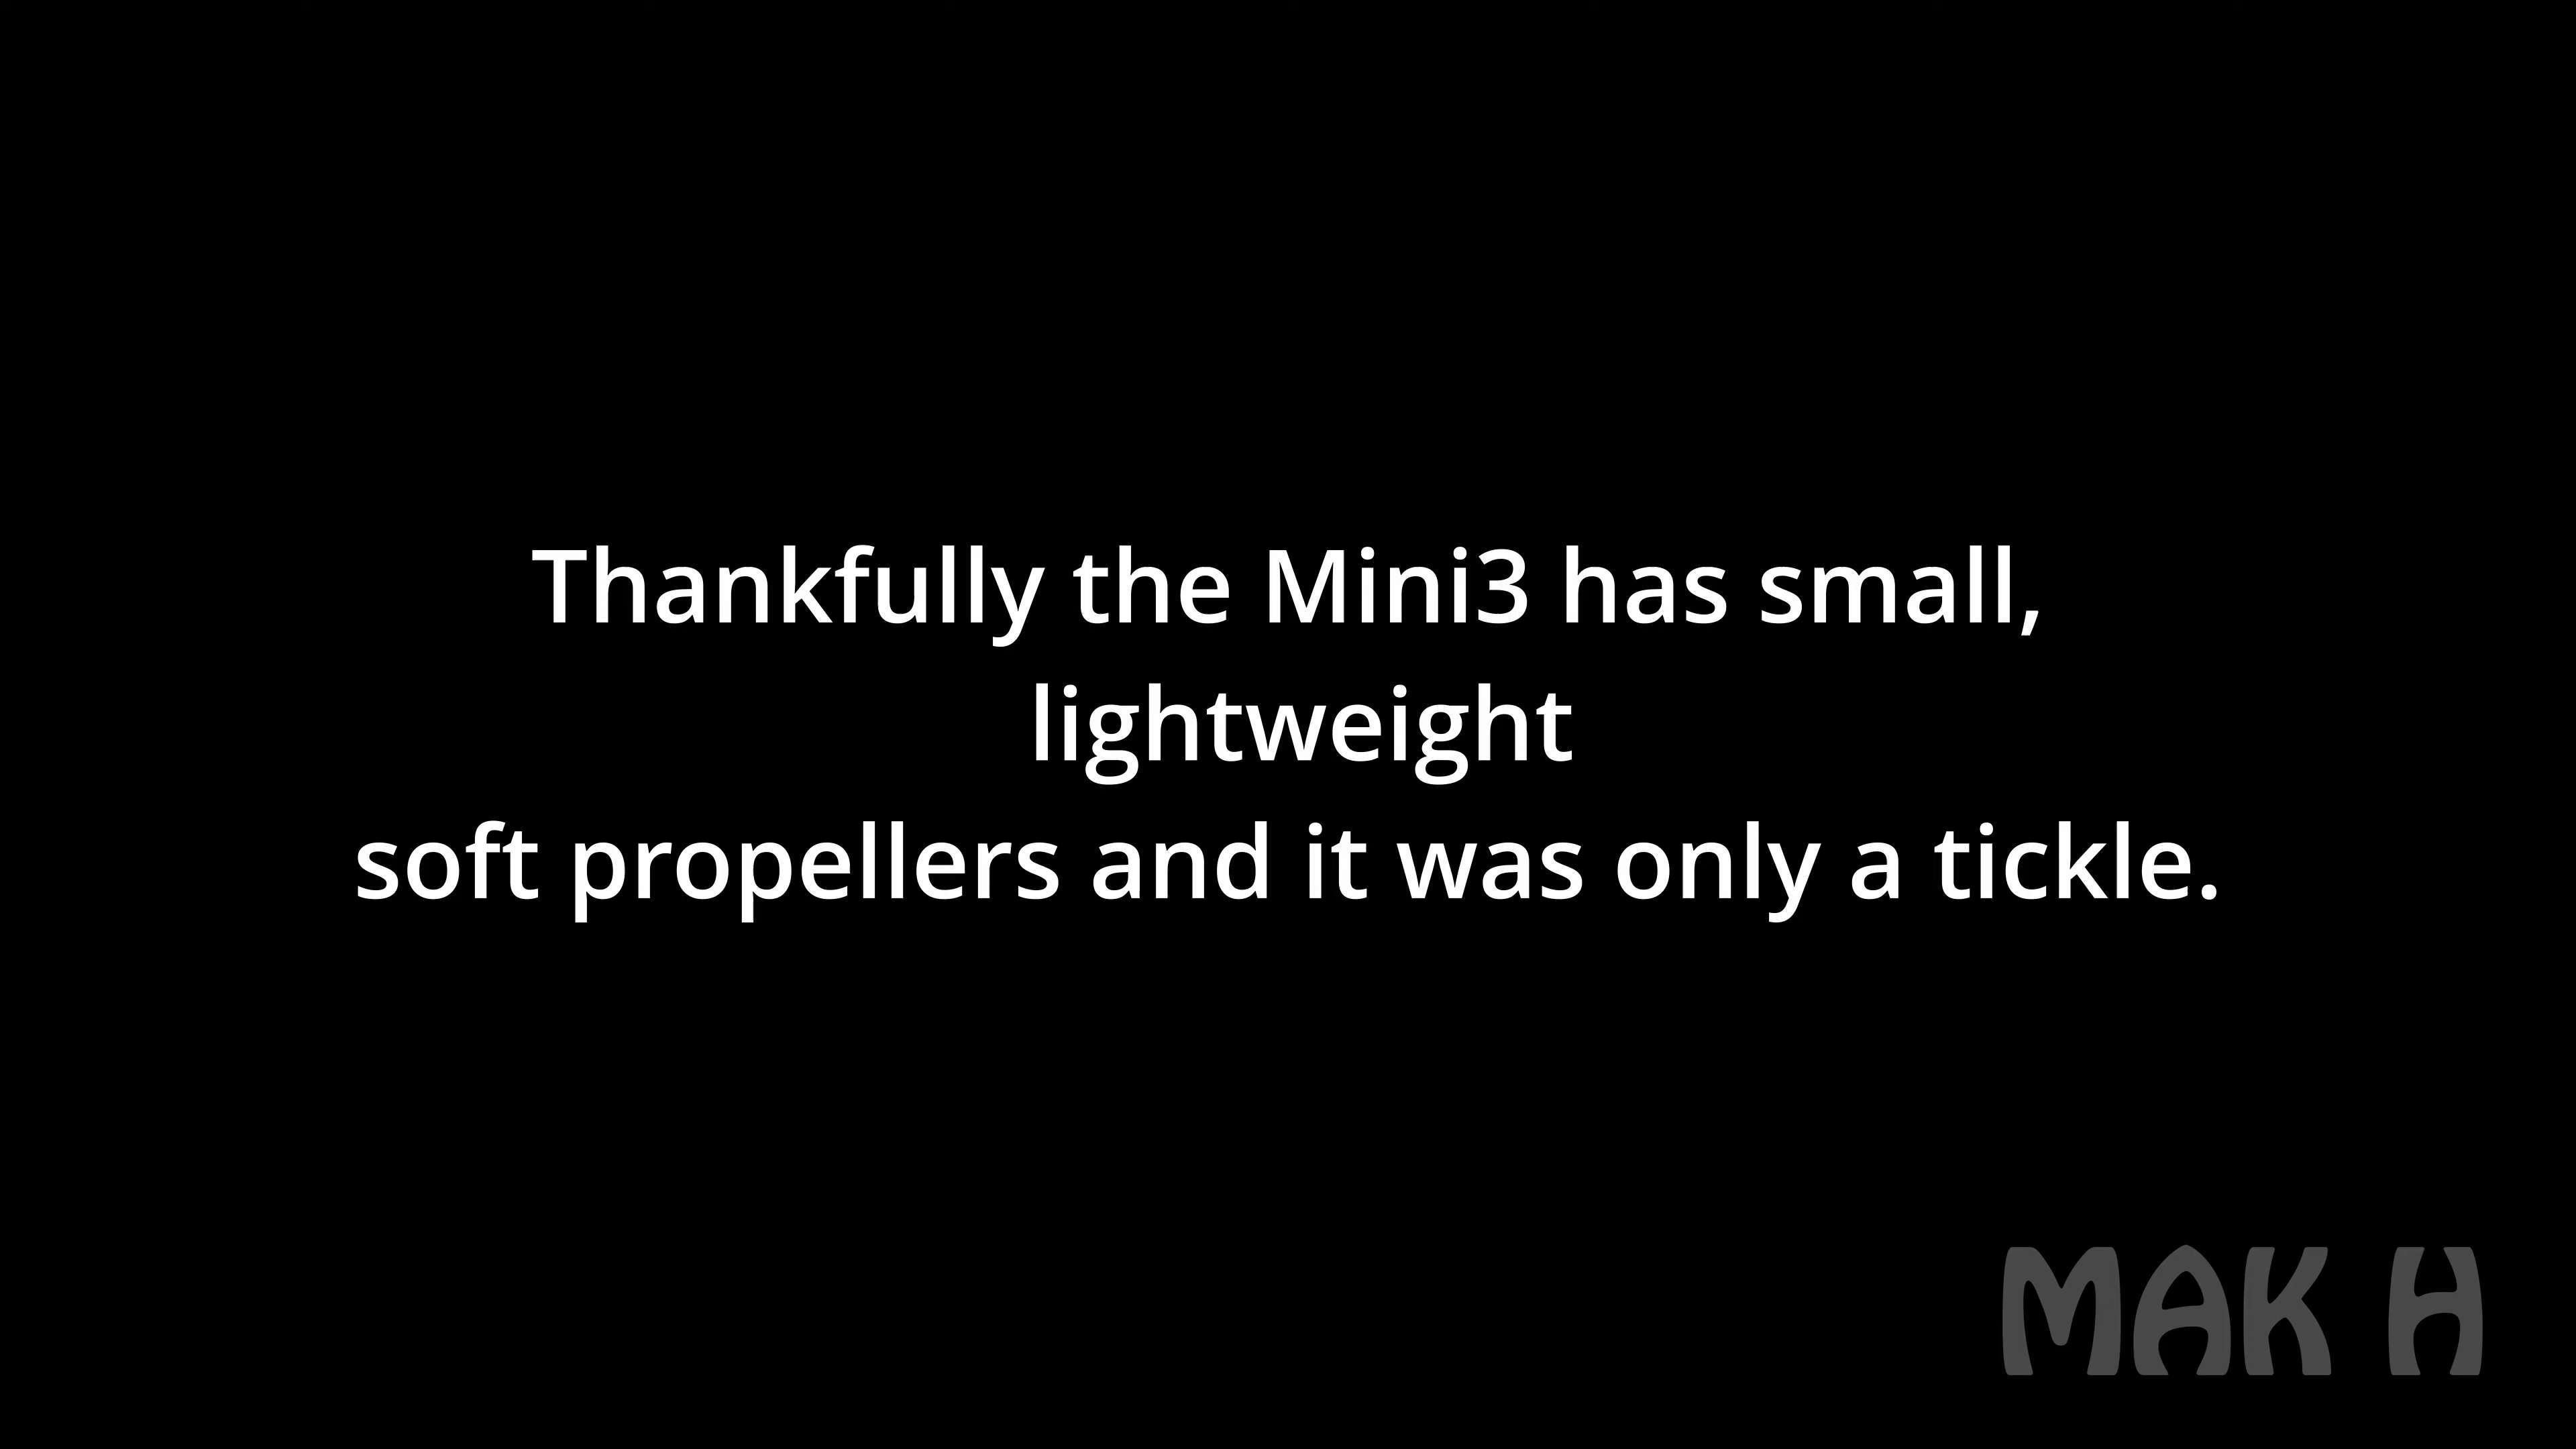 Thankfully the Mini3 has small,
lightweight
soft propellers and it was only a tickle.
MAK H